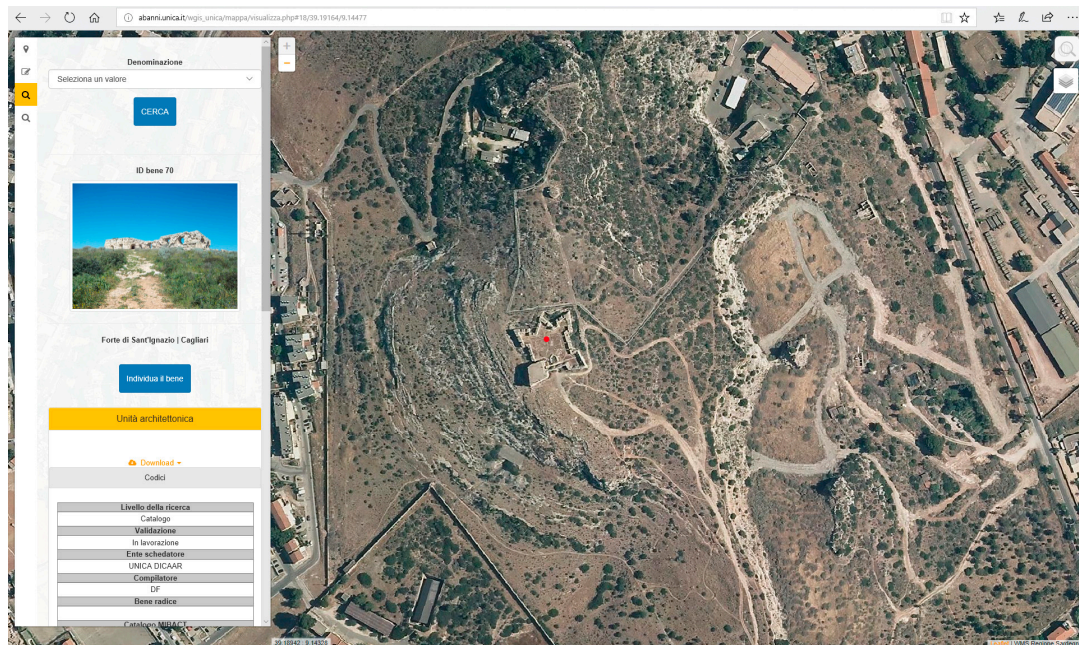 abanni.unica.it/wgis_unica/mappa/visualizza.php#18/39.19164/9.14477
Denominazione
Seleziona un valore
CERCA
ID bene 70
Forte di Sant'Ignazio | Cagliari
Individua il bene
Unità architettonica
Download
Codici
Livello della ricerca
Catalogo
Validazione
In lavorazione
Ente schedatore
UNICA DICAAR
Compilatore
DF
Bene radice
Catalogo MIBACT
+
−
39.18942 : 9.14328
| WMS Regione Sardegna